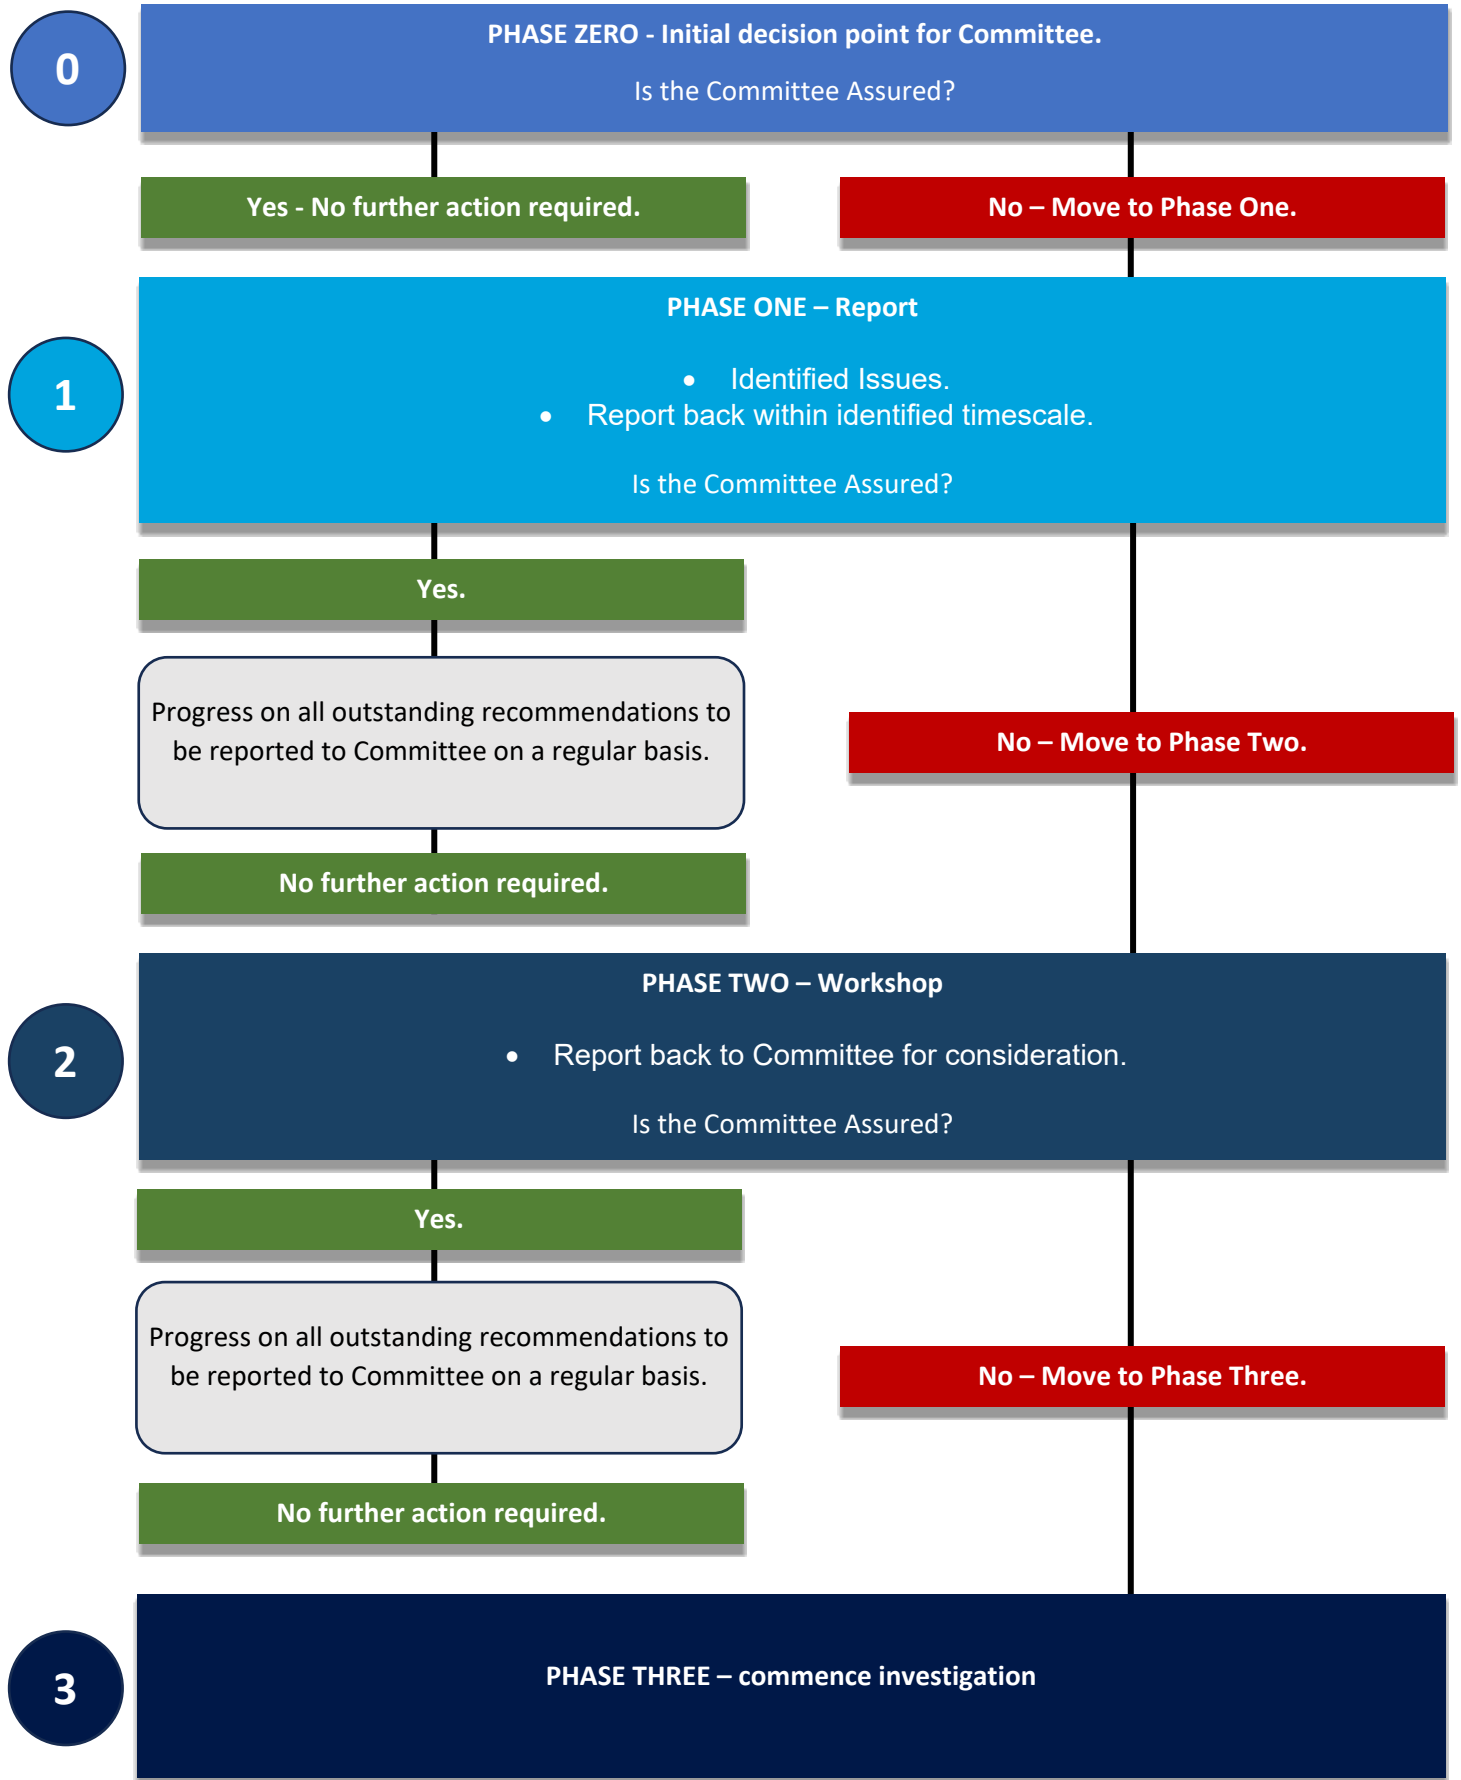 0
PHASE ZERO - Initial decision point for Committee.
Is the Committee Assured?
Yes - No further action required.
No – Move to Phase One.
1
PHASE ONE – Report
• Identified Issues.
• Report back within identified timescale.
Is the Committee Assured?
Yes.
Progress on all outstanding recommendations to
be reported to Committee on a regular basis.
No – Move to Phase Two.
No further action required.
2
PHASE TWO – Workshop
• Report back to Committee for consideration.
Is the Committee Assured?
Yes.
Progress on all outstanding recommendations to
be reported to Committee on a regular basis.
No – Move to Phase Three.
No further action required.
3
PHASE THREE – commence investigation